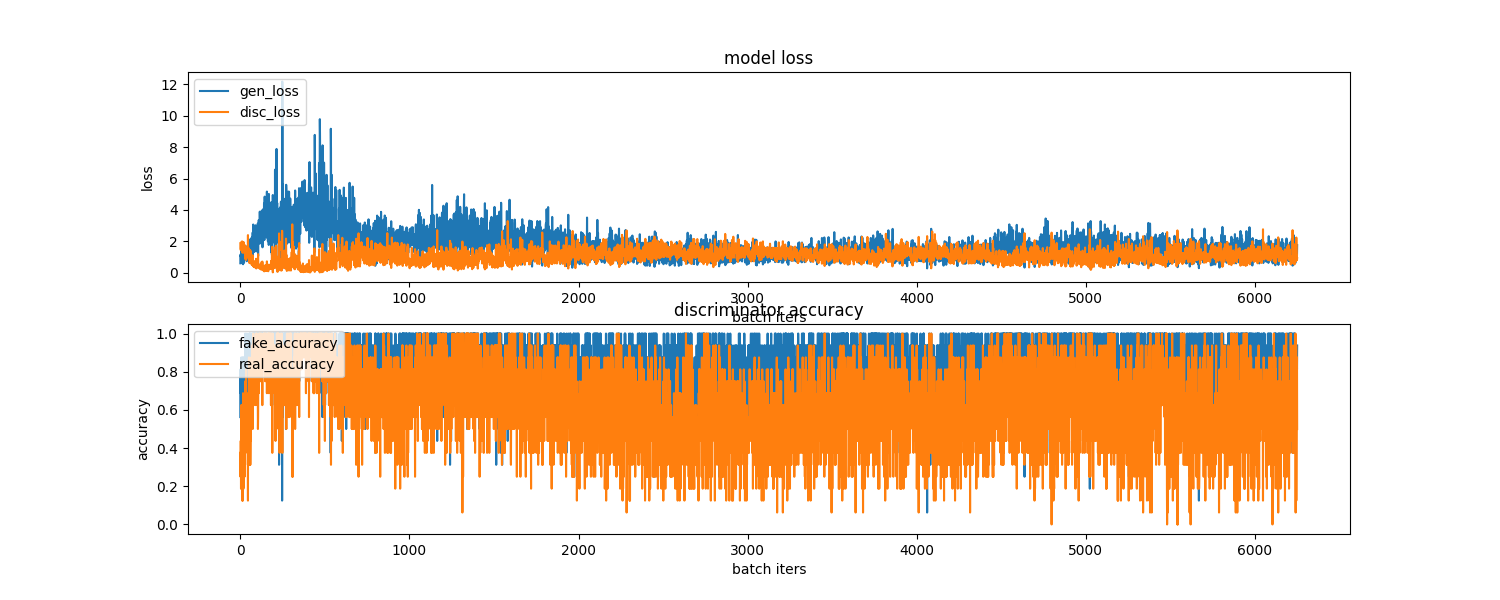 model loss
12
10
8
6
4
2
0
loss
gen_loss
disc_loss
0 1000 2000 3000 4000 5000 6000
batch iters
discriminator accuracy
1.0
0.8
0.6
0.4
0.2
0.0
accuracy
fake_accuracy
real_accuracy
0 1000 2000 3000 4000 5000 6000
batch iters